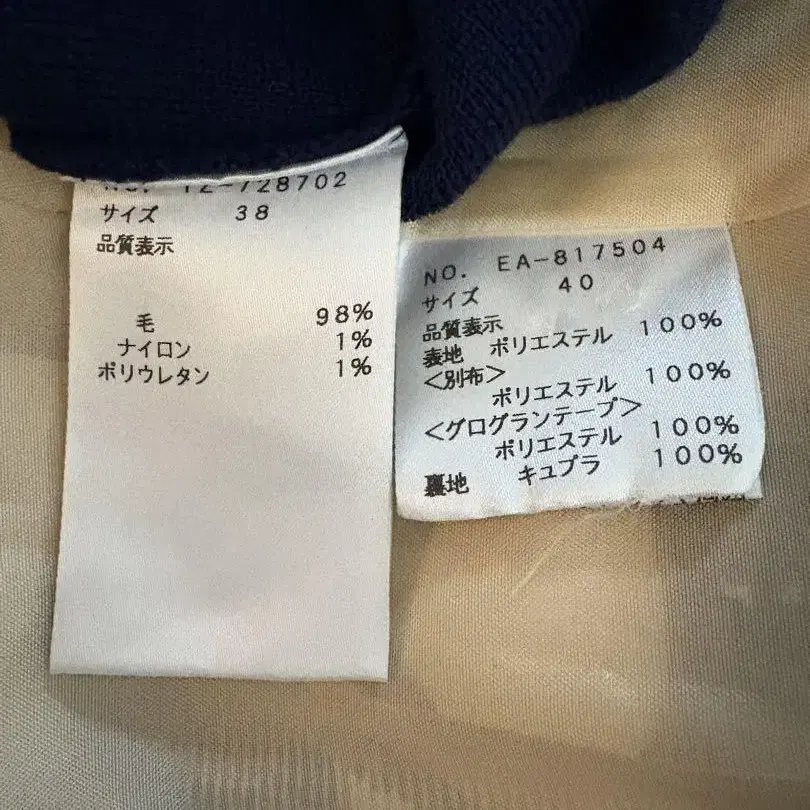 NO. TZ-728702
サイズ 38
品質表示
毛 98%
ナイロン 1%
ポリウレタン 1%
NO. EA-817504
サイズ 40
品質表示
表地 ポリエステル 100%
<別布>
ポリエステル 100%
<グログランテープ>
ポリエステル 100%
裏地 キュプラ 100%